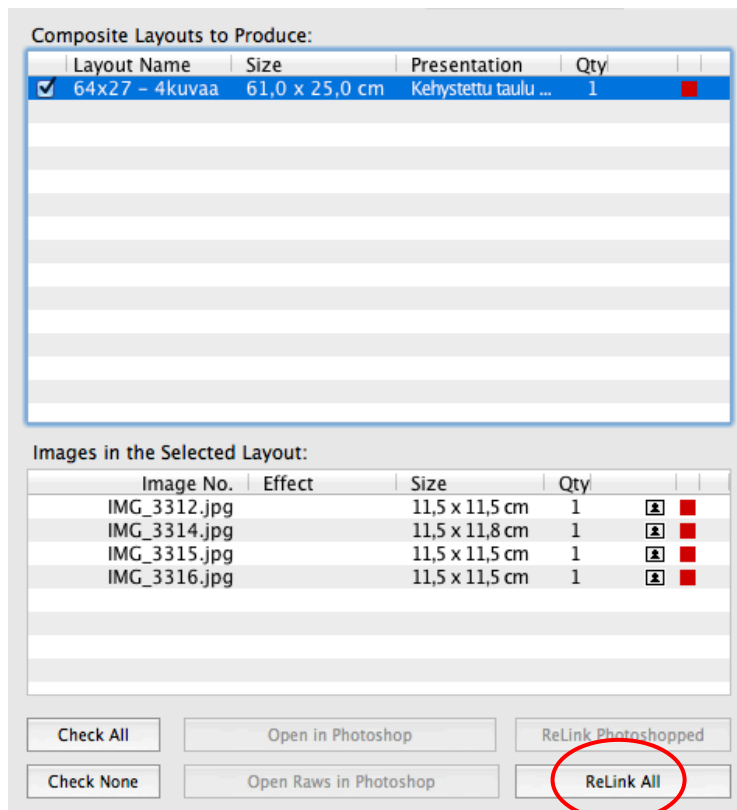 Composite Layouts to Produce:
Layout Name Size Presentation Qty
64x27 – 4kuvaa 61,0 x 25,0 cm Kehystettu taulu ... 1
Images in the Selected Layout:
Image No. Effect Size Qty
IMG_3312.jpg 11,5 x 11,5 cm 1
IMG_3314.jpg 11,5 x 11,8 cm 1
IMG_3315.jpg 11,5 x 11,5 cm 1
IMG_3316.jpg 11,5 x 11,5 cm 1
Check All Open in Photoshop ReLink Photoshopped
Check None Open Raws in Photoshop ReLink All